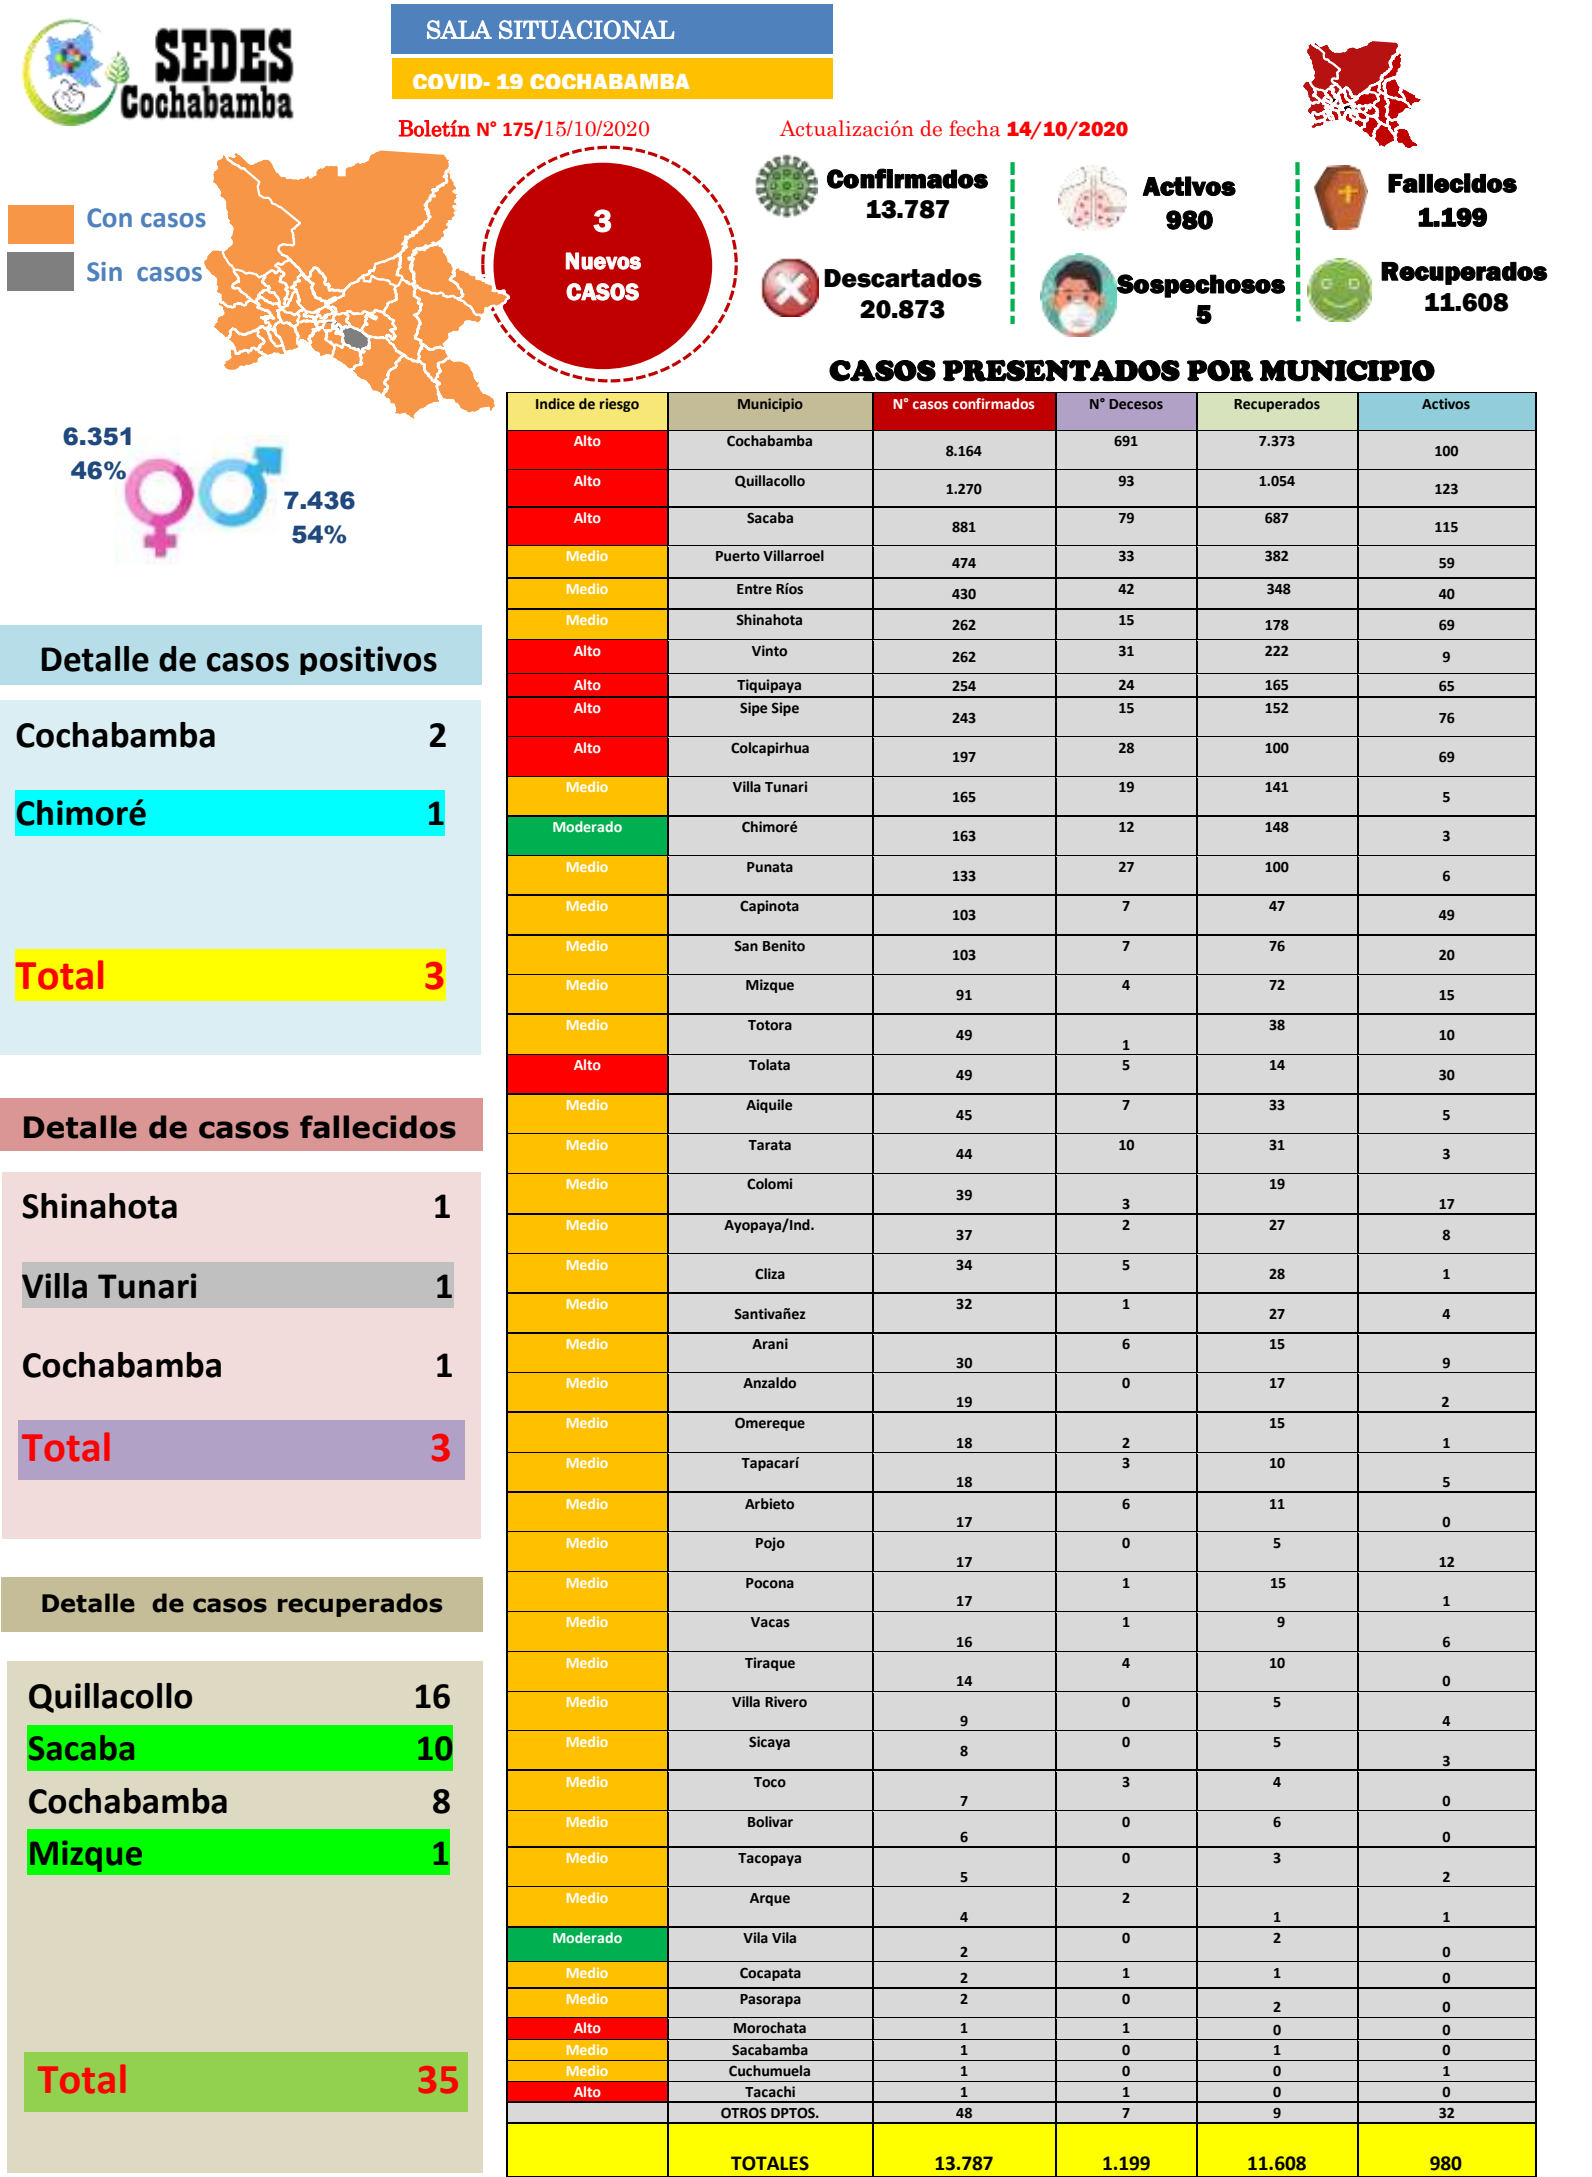 SEDES
Cochabamba
SALA SITUACIONAL
COVID- 19 COCHABAMBA
Boletín N° 175/15/10/2020
Actualización de fecha 14/10/2020
Con casos
Sin casos
3
Nuevos
CASOS
Confirmados
13.787
Activos
980
Fallecidos
1.199
Descartados
20.873
Sospechosos
5
Recuperados
11.608
6.351
46%
7.436
54%
Detalle de casos positivos
Cochabamba 2
Chimoré 1
Total 3
Detalle de casos fallecidos
Shinahota 1
Villa Tunari 1
Cochabamba 1
Total 3
Detalle de casos recuperados
Quillacollo 16
Sacaba 10
Cochabamba 8
Mizque 1
Total 35
CASOS PRESENTADOS POR MUNICIPIO
Indice de riesgo Municipio N° casos confirmados N° Decesos Recuperados Activos
Alto Cochabamba 8.164 691 7.373 100
Alto Quillacollo 1.270 93 1.054 123
Alto Sacaba 881 79 687 115
Medio Puerto Villarroel 474 33 382 59
Medio Entre Ríos 430 42 348 40
Medio Shinahota 262 15 178 69
Alto Vinto 262 31 222 9
Alto Tiquipaya 254 24 165 65
Alto Sipe Sipe 243 15 152 76
Alto Colcapirhua 197 28 100 69
Medio Villa Tunari 165 19 141 5
Moderado Chimoré 163 12 148 3
Medio Punata 133 27 100 6
Medio Capinota 103 7 47 49
Medio San Benito 103 7 76 20
Medio Mizque 91 4 72 15
Medio Totora 49 1 38 10
Alto Tolata 49 5 14 30
Medio Aiquile 45 7 33 5
Medio Tarata 44 10 31 3
Medio Colomi 39 3 19 17
Medio Ayopaya/Ind. 37 2 27 8
Medio Cliza 34 5 28 1
Medio Santivañez 32 1 27 4
Medio Arani 30 6 15 9
Medio Anzaldo 19 0 17 2
Medio Omereque 18 2 15 1
Medio Tapacarí 18 3 10 5
Medio Arbieto 17 6 11 0
Medio Pojo 17 0 5 12
Medio Pocona 17 1 15 1
Medio Vacas 16 1 9 6
Medio Tiraque 14 4 10 0
Medio Villa Rivero 9 0 5 4
Medio Sicaya 8 0 5 3
Medio Toco 7 3 4 0
Medio Bolivar 6 0 6 0
Medio Tacopaya 5 0 3 2
Medio Arque 4 2 1 1
Moderado Vila Vila 2 0 2 0
Medio Cocapata 2 1 1 0
Medio Pasorapa 2 0 2 0
Alto Morochata 1 1 0 0
Medio Sacabamba 1 0 1 0
Medio Cuchumuela 1 0 0 1
Alto Tacachi 1 1 0 0
OTROS DPTOS. 48 7 9 32
TOTALES 13.787 1.199 11.608 980